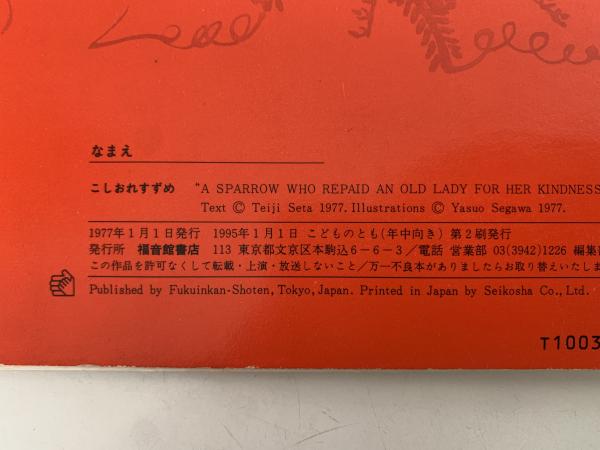 なまえ
こしおれすずめ "A SPARROW WHO REPAID AN OLD LADY FOR HER KINDNESS
Text © Teiji Seta 1977. Illustrations © Yasuo Segawa 1977.
1977年1月1日発行 1995年1月1日 こどものとも(年中向き) 第2刷発行
発行所 福音館書店 113 東京都文京区本駒込6-6-3/電話 営業部 03(3942)1226 編集
この作品を許可なくして転載・上演・放送しないこと/万一不良本がありましたらお取り替えいたしま
Published by Fukuinkan-Shoten, Tokyo, Japan. Printed in Japan by Seikosha Co., Ltd.
T1003